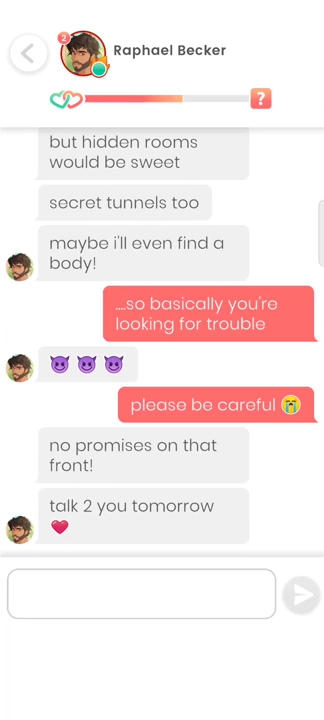 2
Raphael Becker
?
but hidden rooms
would be sweet
secret tunnels too
maybe i'll even find a
body!
....so basically you're
looking for trouble
😈 😈 😈
please be careful 😭
no promises on that
front!
talk 2 you tomorrow
❤️